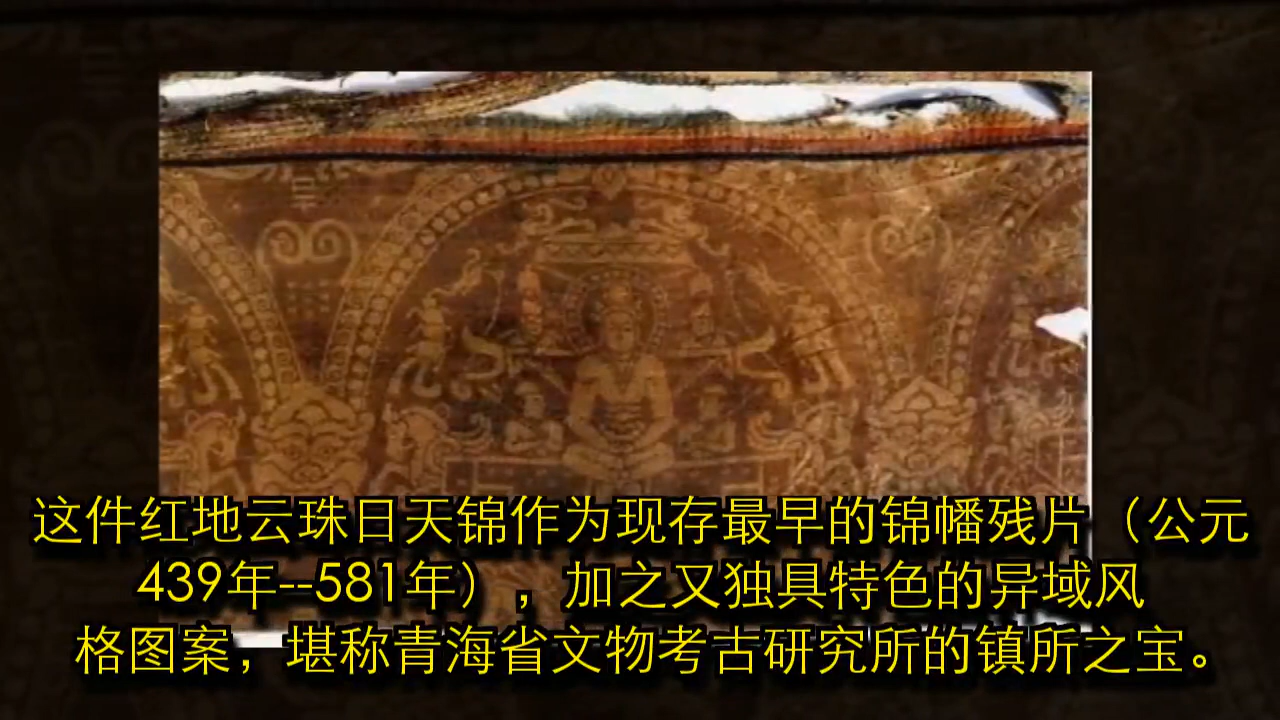 这件红地云珠日天锦作为现存最早的锦幡残片（公元
439年--581年），加之又独具特色的异域风
格图案，堪称青海省文物考古研究所的镇所之宝。